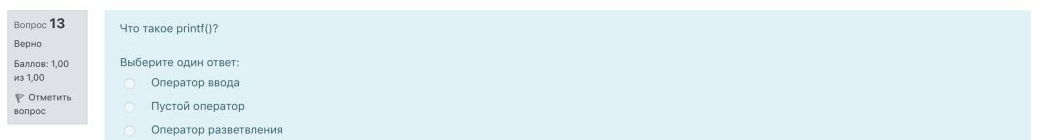 Вопрос 13
Верно
Баллов: 1,00
из 1,00
Отметить
вопрос
Что такое printf()?
Выберите один ответ:
Оператор ввода
Пустой оператор
Оператор разветвления